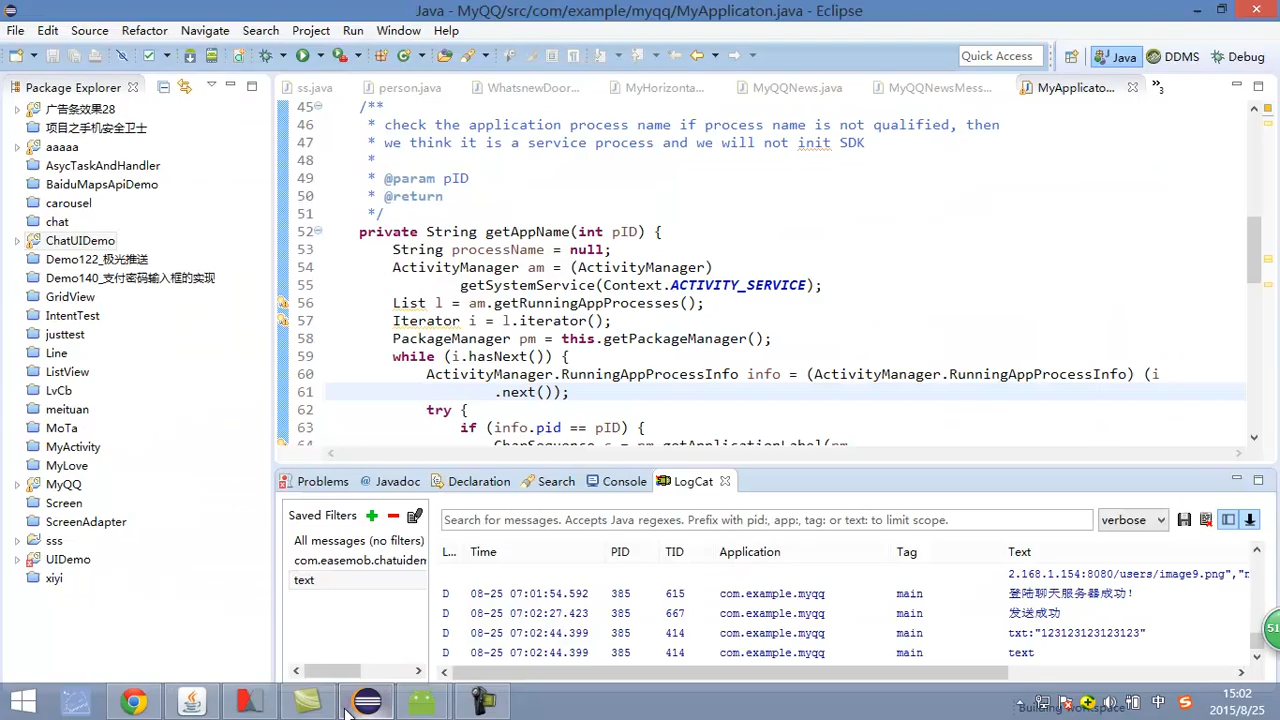 Java - MyQQ/src/com/example/myqq/MyApplicaton.java - Eclipse
File Edit Source Refactor Navigate Search Project Run Window Help
Quick Access
Java DDMS Debug
Package Explorer
ss.java person.java WhatsnewDoor... MyHorizonta... MyQQNews.java MyQQNewsMess... MyApplicato... »3
广告条效果28
项目之手机安全卫士
aaaaa
AsycTaskAndHandler
BaiduMapsApiDemo
carousel
chat
ChatUIDemo
Demo122_极光推送
Demo140_支付密码输入框的实现
GridView
IntentTest
justtest
Line
ListView
LvCb
meituan
MoTa
MyActivity
MyLove
MyQQ
Screen
ScreenAdapter
sss
UIDemo
xiyi
45 /**
46 * check the application process name if process name is not qualified, then
47 * we think it is a service process and we will not init SDK
48 *
49 * @param pID
50 * @return
51 */
52 private String getAppName(int pID) {
53 String processName = null;
54 ActivityManager am = (ActivityManager)
55 getSystemService(Context.ACTIVITY_SERVICE);
56 List l = am.getRunningAppProcesses();
57 Iterator i = l.iterator();
58 PackageManager pm = this.getPackageManager();
59 while (i.hasNext()) {
60 ActivityManager.RunningAppProcessInfo info = (ActivityManager.RunningAppProcessInfo) (i
61 .next());
62 try {
63 if (info.pid == pID) {
64 CharSequence c = pm.getApplicationLabel(pm
Problems Javadoc Declaration Search Console LogCat
Saved Filters
All messages (no filters)
com.easemob.chatuidem
text
Search for messages. Accepts Java regexes. Prefix with pid:, app:, tag: or text: to limit scope.
verbose
L... Time PID TID Application Tag Text
2.168.1.154:8080/users/image9.png","n
D 08-25 07:01:54.592 385 615 com.example.myqq main 登陆聊天服务器成功!
D 08-25 07:02:27.423 385 667 com.example.myqq main 发送成功
D 08-25 07:02:44.399 385 414 com.example.myqq main txt:"123123123123123"
D 08-25 07:02:44.399 385 414 com.example.myqq main text
51
Building workspace
中
15:02
2015/8/25